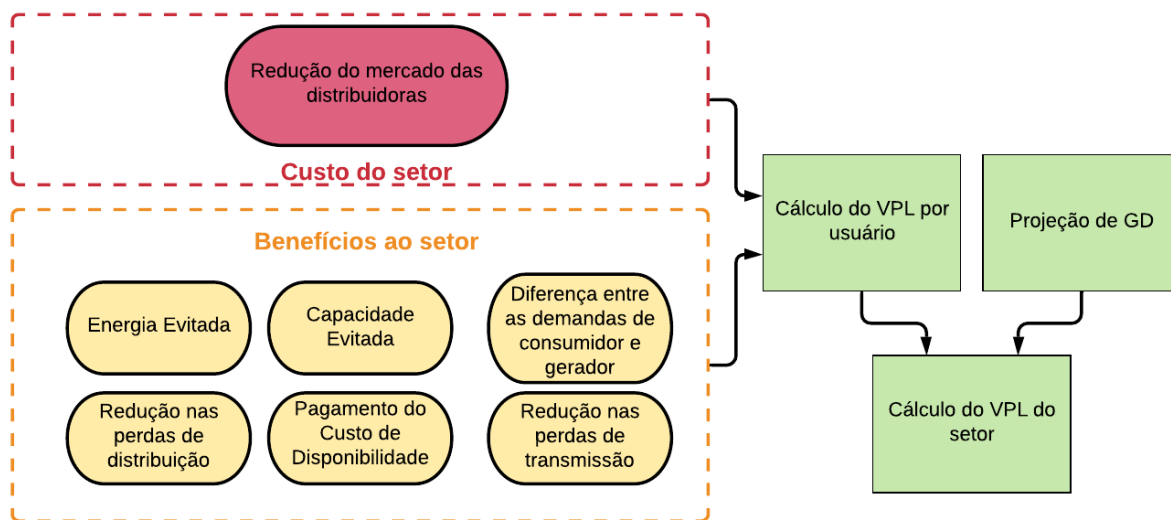 Redução do mercado das
distribuidoras
Custo do setor
Benefícios ao setor
Energia Evitada
Capacidade
Evitada
Diferença entre
as demandas de
consumidor e
gerador
Redução nas
perdas de
distribuição
Pagamento do
Custo de
Disponibilidade
Redução nas
perdas de
transmissão
Cálculo do VPL por
usuário
Projeção de GD
Cálculo do VPL do
setor